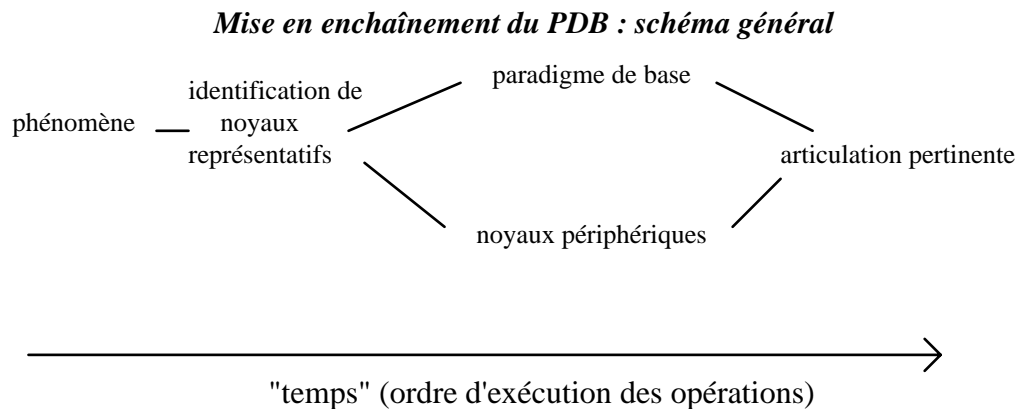 Mise en enchaînement du PDB : schéma général
paradigme de base
identification de
phénomène
noyaux
représentatifs
articulation pertinente
noyaux périphériques
"temps" (ordre d'exécution des opérations)